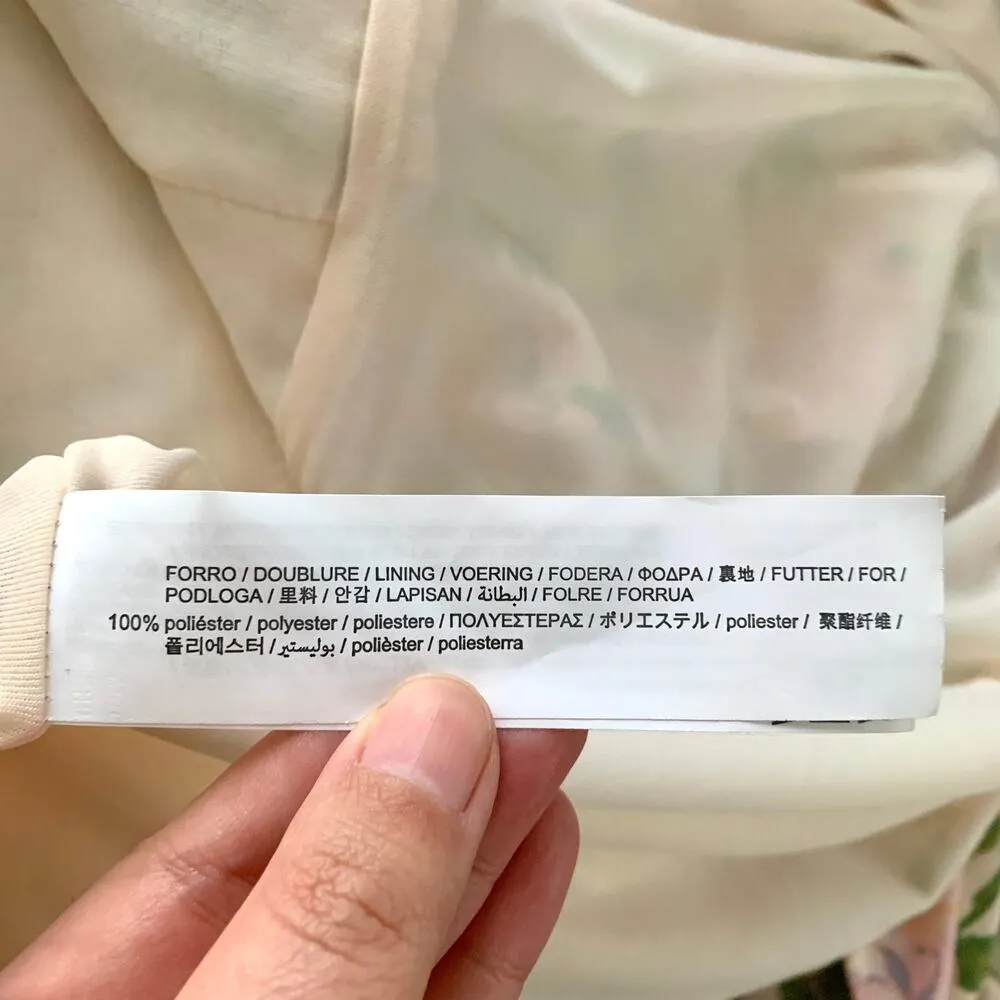 FORRO / DOUBLURE / LINING / VOERING / FODERA / ΦΟΔΡΑ / 裏地 / FUTTER / FOR /
PODLOGA / 里料 / 안감 / LAPISAN / البطانة / FOLRE / FORRUA
100% poliéster / polyester / poliestere / ΠΟΛΥΕΣΤΕΡΑΣ / ポリエステル / poliester / 聚酯纤维 /
폴리에스터 / بوليستير / polièster / poliesterra